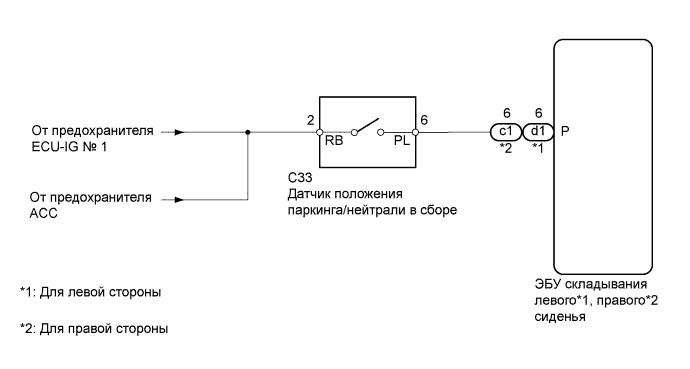 От предохранителя
ECU-IG № 1
От предохранителя
ACC
2
6
RB
PL
C33
Датчик положения
паркинга/нейтрали в сборе
6
6
c1
d1
P
*2
*1
ЭБУ складывания
левого*1, правого*2
сиденья
*1: Для левой стороны
*2: Для правой стороны